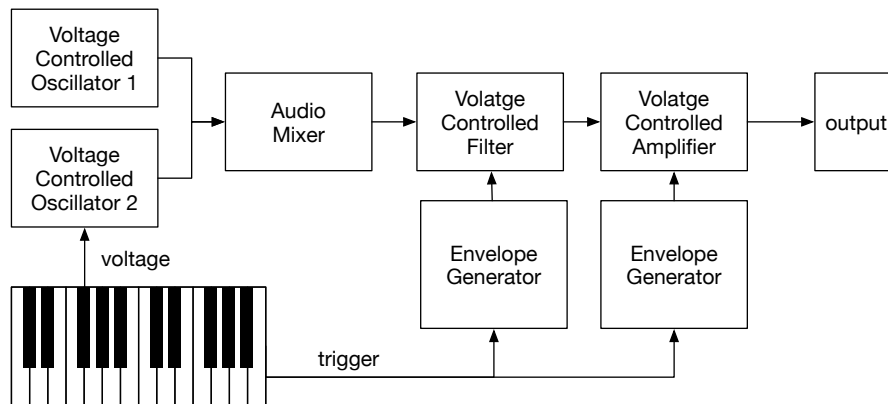 Voltage
Controlled
Oscillator 1
Voltage
Controlled
Oscillator 2
Audio
Mixer
Volatge
Controlled
Filter
Volatge
Controlled
Amplifier
output
voltage
Envelope
Generator
Envelope
Generator
trigger